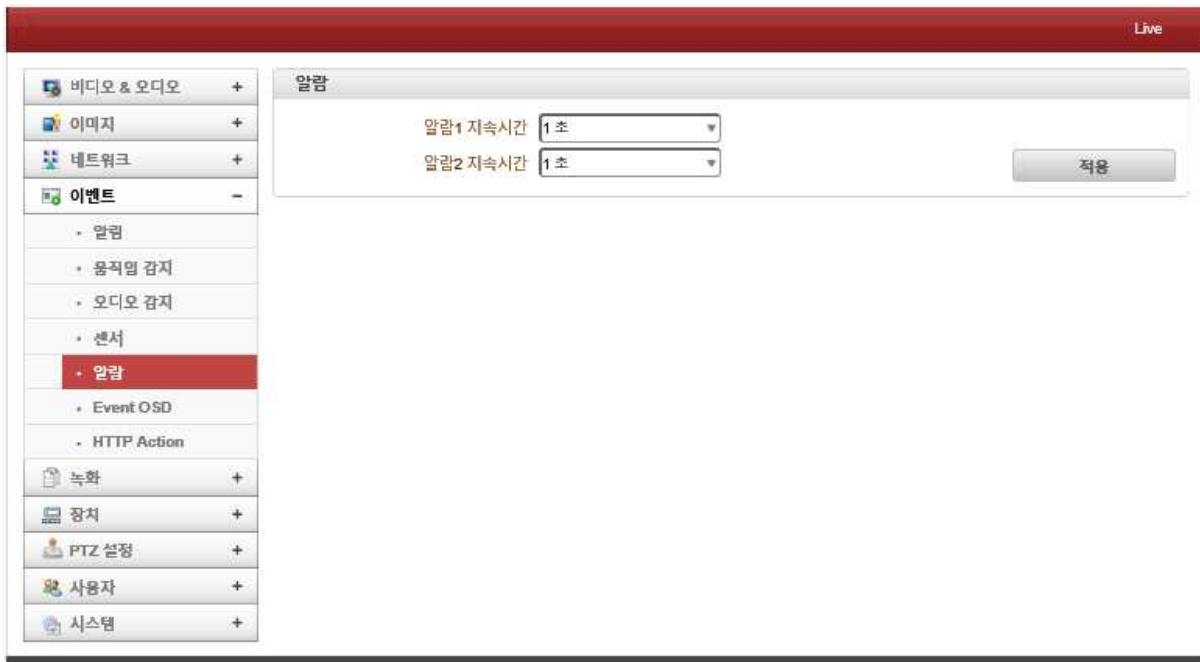 Live
비디오 & 오디오 +
이미지 +
네트워크 +
이벤트 -
• 알림
• 움직임 감지
• 오디오 감지
• 센서
• 알람
• Event OSD
• HTTP Action
녹화 +
장치 +
PTZ 설정 +
사용자 +
시스템 +
알람
알람1 지속시간 1 초
알람2 지속시간 1 초
적용